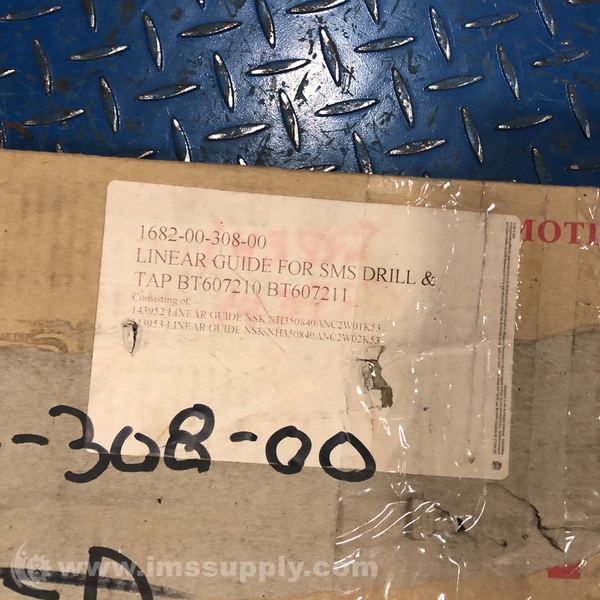 1682-00-308-00
LINEAR GUIDE FOR SMS DRILL &
TAP BT607210 BT607211
Consisting of:
143952 LINEAR GUIDE NSK NH350840ANC2W01K53
143953 LINEAR GUIDE NSK NH350840ANC2W02K53
MOTI
-308-00
www.imssupply.com